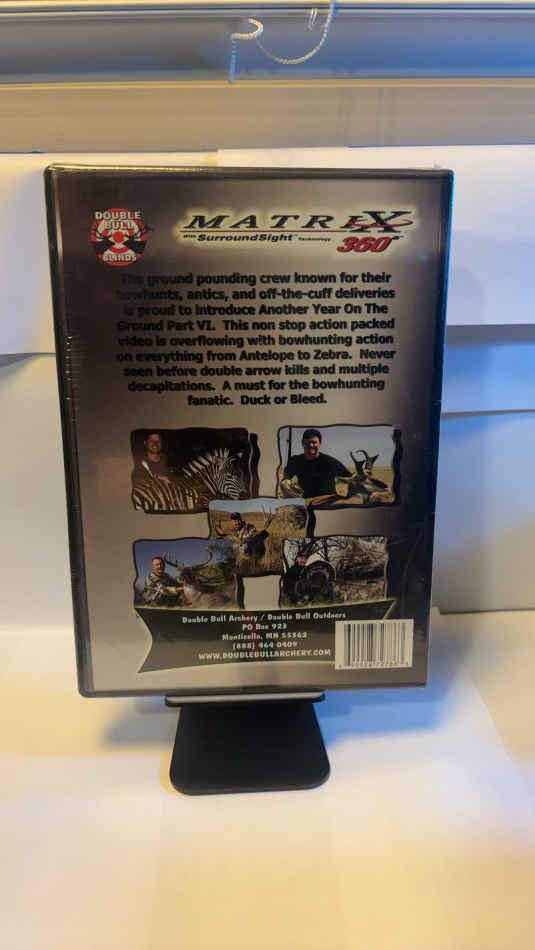 DOUBLE
BULL
BLINDS
MATRIX
with SurroundSight™ Technology
360°
The ground pounding crew known for their
bowhunts, antics, and off-the-cuff deliveries
is proud to introduce Another Year On The
Ground Part VI. This non stop action packed
video is overflowing with bowhunting action
on everything from Antelope to Zebra. Never
seen before double arrow kills and multiple
decapitations. A must for the bowhunting
fanatic. Duck or Bleed.
Double Bull Archery / Double Bull Outdoors
PO Box 923
Monticello, MN 55362
(888) 464 0409
WWW.DOUBLEBULLARCHERY.COM